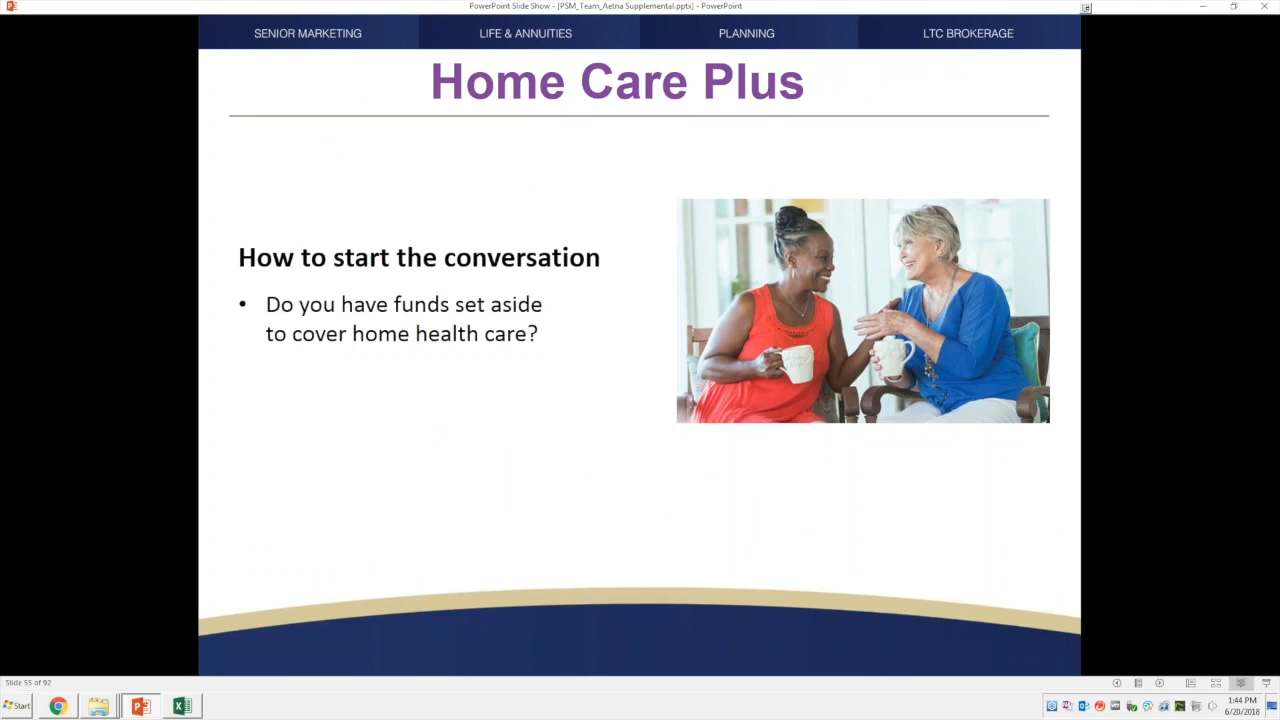 PowerPoint Slide Show - [PSM_Team_Aetna Supplemental.pptx] - PowerPoint
SENIOR MARKETING
LIFE & ANNUITIES
PLANNING
LTC BROKERAGE
Home Care Plus
How to start the conversation
• Do you have funds set aside
to cover home health care?
Slide 55 of 92
Start
1:44 PM
6/20/2018